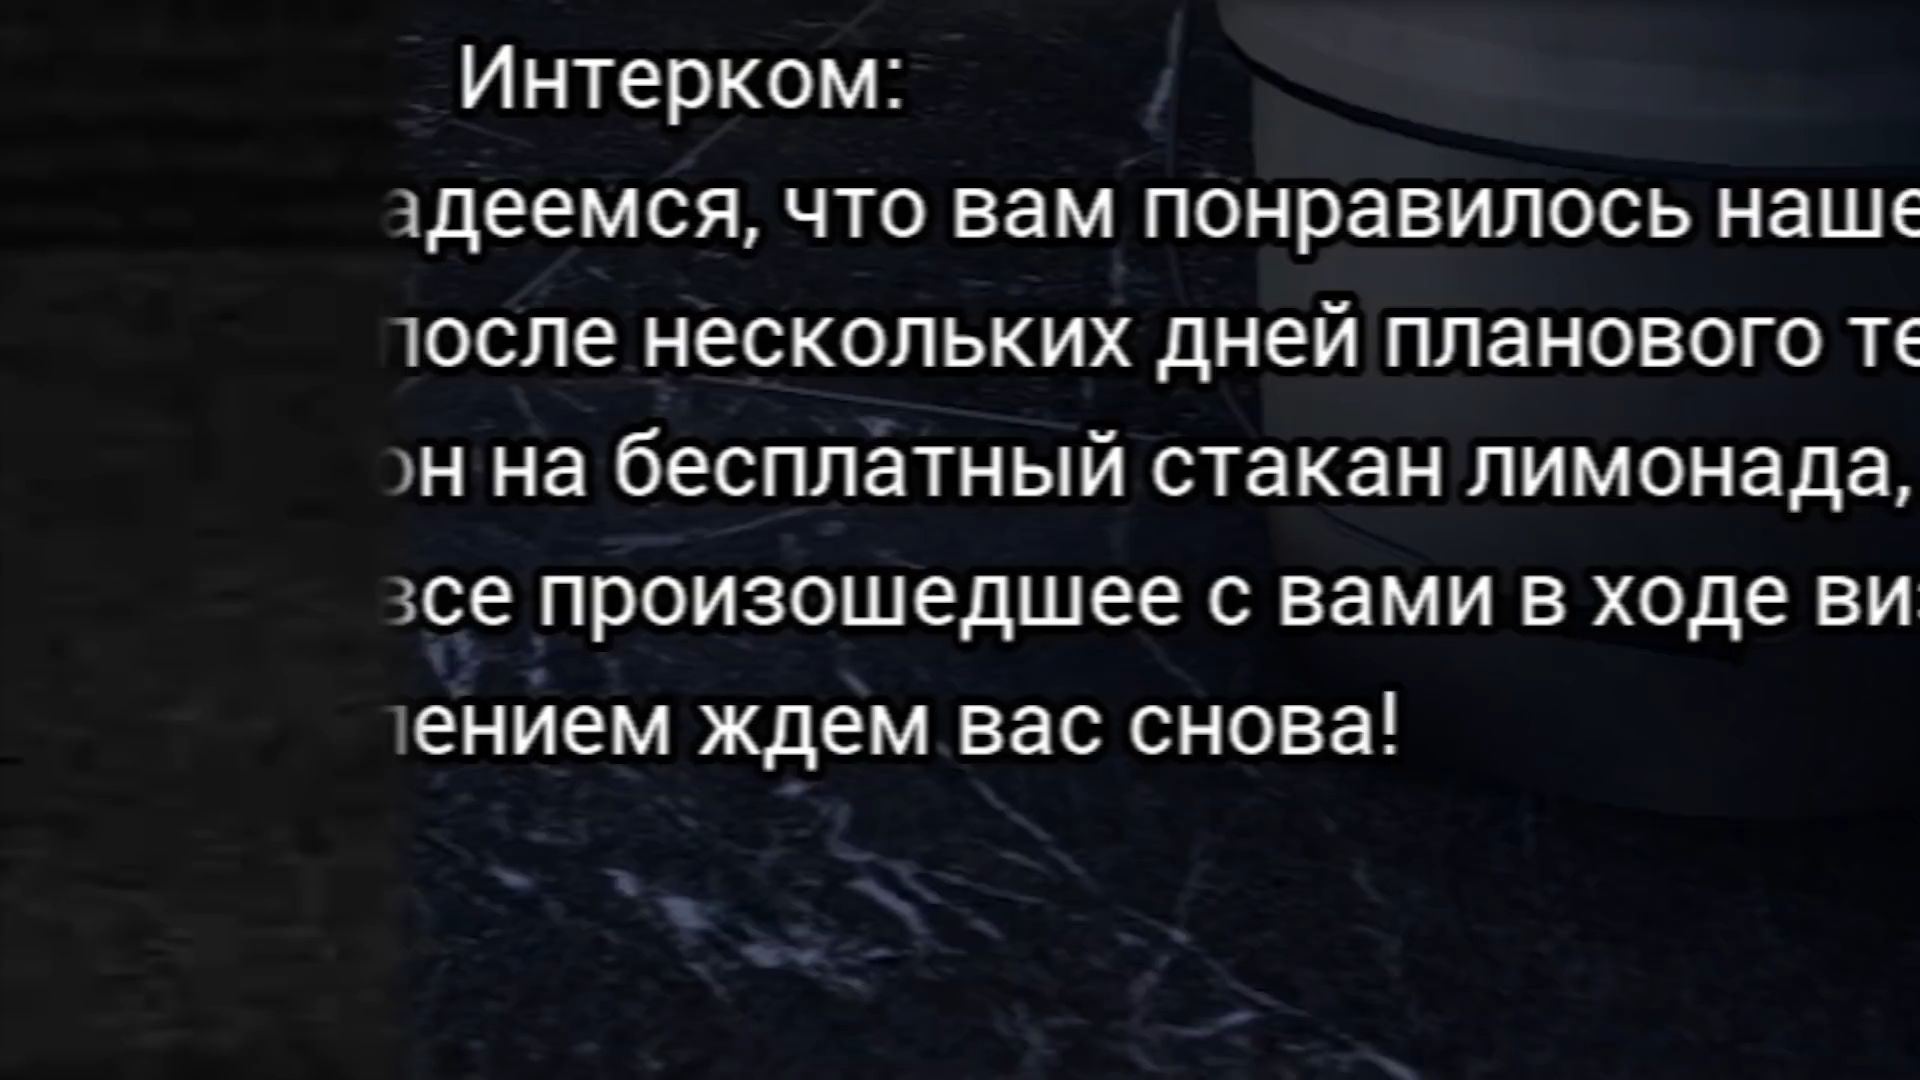 Интерком:
адеемся, что вам понравилось наше
после нескольких дней планового те
он на бесплатный стакан лимонада,
все произошедшее с вами в ходе виз
лением ждем вас снова!